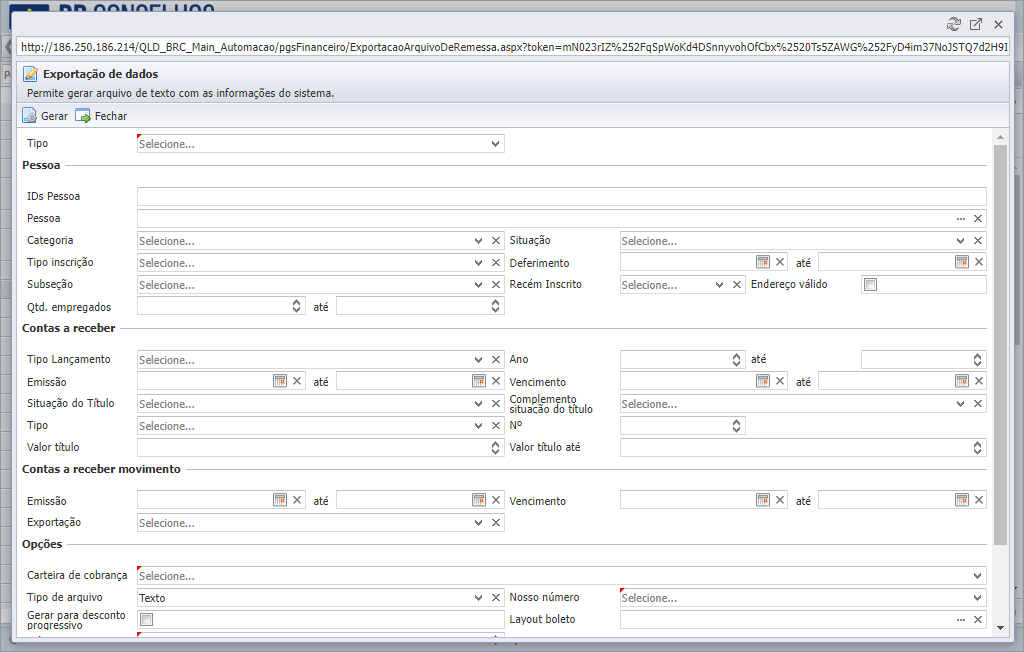 http://186.250.186.214/QLD_BRC_Main_Automacao/pgsFinanceiro/ExportacaoArquivoDeRemessa.aspx?token=mN023rIZ%252FqSpWoKd4DSnnyvohOfCbx%2520Ts5ZAWG%252FyD4im37NoJSTQ7d2H9I
Exportação de dados
Permite gerar arquivo de texto com as informações do sistema.
Gerar Fechar
Tipo Selecione...
Pessoa
IDs Pessoa
Pessoa ...
Categoria Selecione... Situação Selecione...
Tipo inscrição Selecione... Deferimento até
Subseção Selecione... Recém Inscrito Selecione... Endereço válido
Qtd. empregados até
Contas a receber
Tipo Lançamento Selecione... Ano até
Emissão até Vencimento até
Situação do Título Selecione... Complemento situação do título Selecione...
Tipo Selecione... Nº
Valor título Valor título até
Contas a receber movimento
Emissão até Vencimento até
Exportação Selecione...
Opções
Carteira de cobrança Selecione...
Tipo de arquivo Texto Nosso número Selecione...
Gerar para desconto progressivo Layout boleto ...